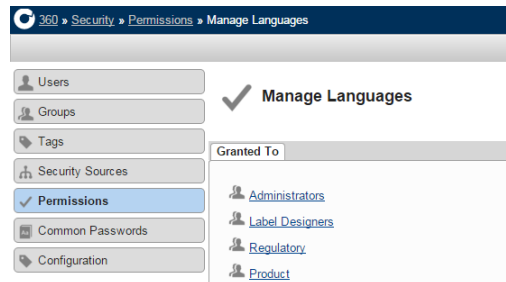 360 » Security » Permissions » Manage Languages
Users
Groups
Tags
Security Sources
Permissions
Common Passwords
Configuration
Manage Languages
Granted To
Administrators
Label Designers
Regulatory
Product